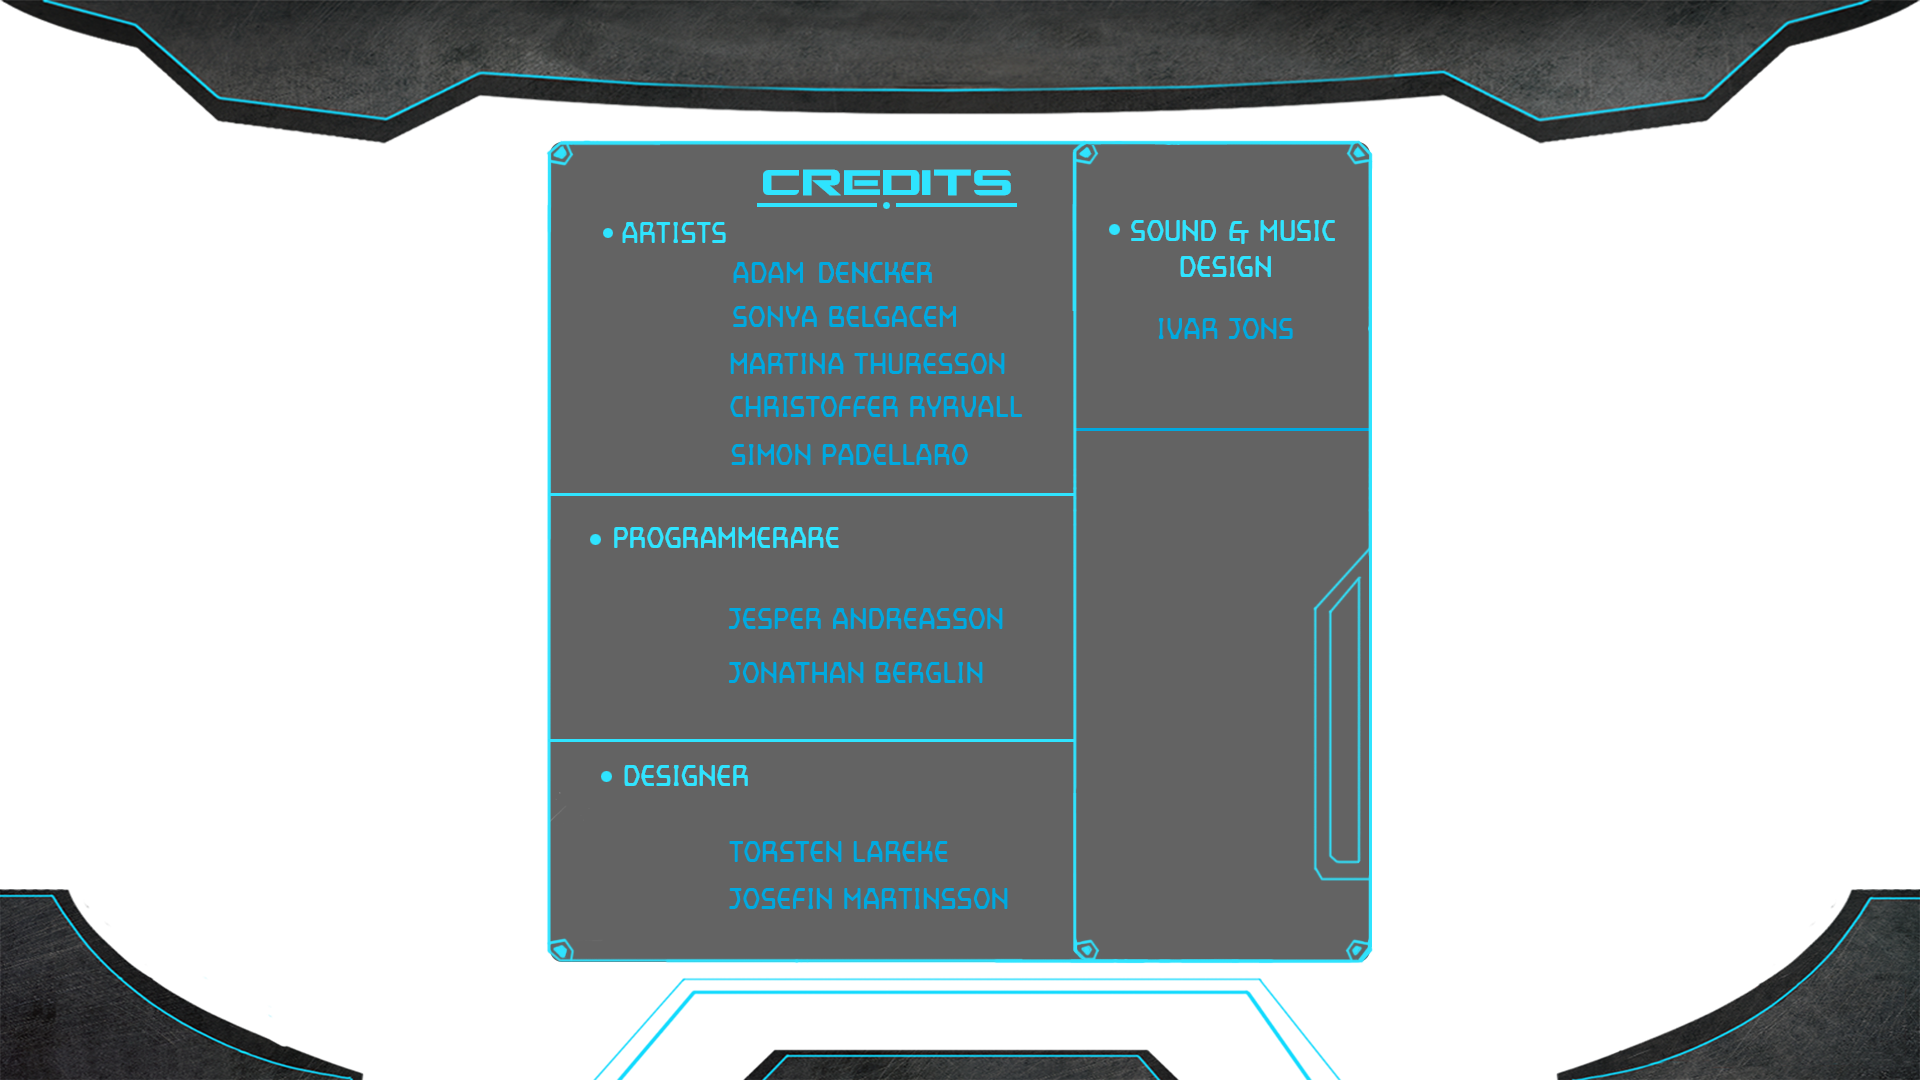 CREDITS
• ARTISTS
ADAM DENCKER
SONYA BELGACEM
MARTINA THURESSON
CHRISTOFFER RYRVALL
SIMON PADELLARO
• PROGRAMMERARE
JESPER ANDREASSON
JONATHAN BERGLIN
• DESIGNER
TORSTEN LAREKE
JOSEFIN MARTINSSON
• SOUND & MUSIC
DESIGN
IVAR JONS